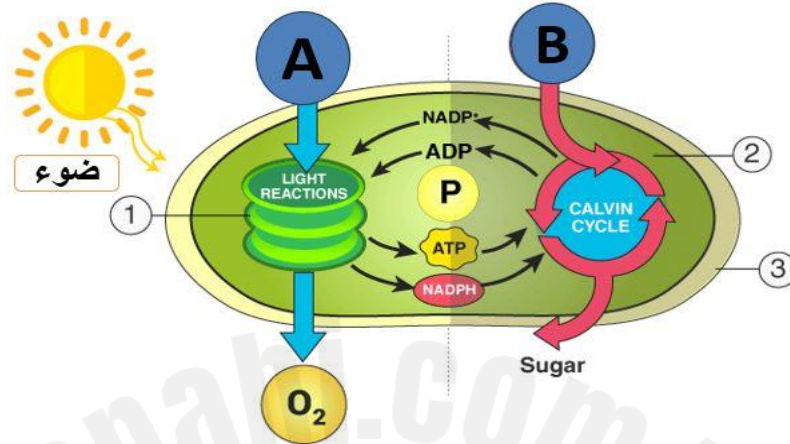 A
B
ضوء
NADP+
ADP
P
LIGHT
REACTIONS
1
2
3
ATP
NADPH
CALVIN
CYCLE
Sugar
O₂